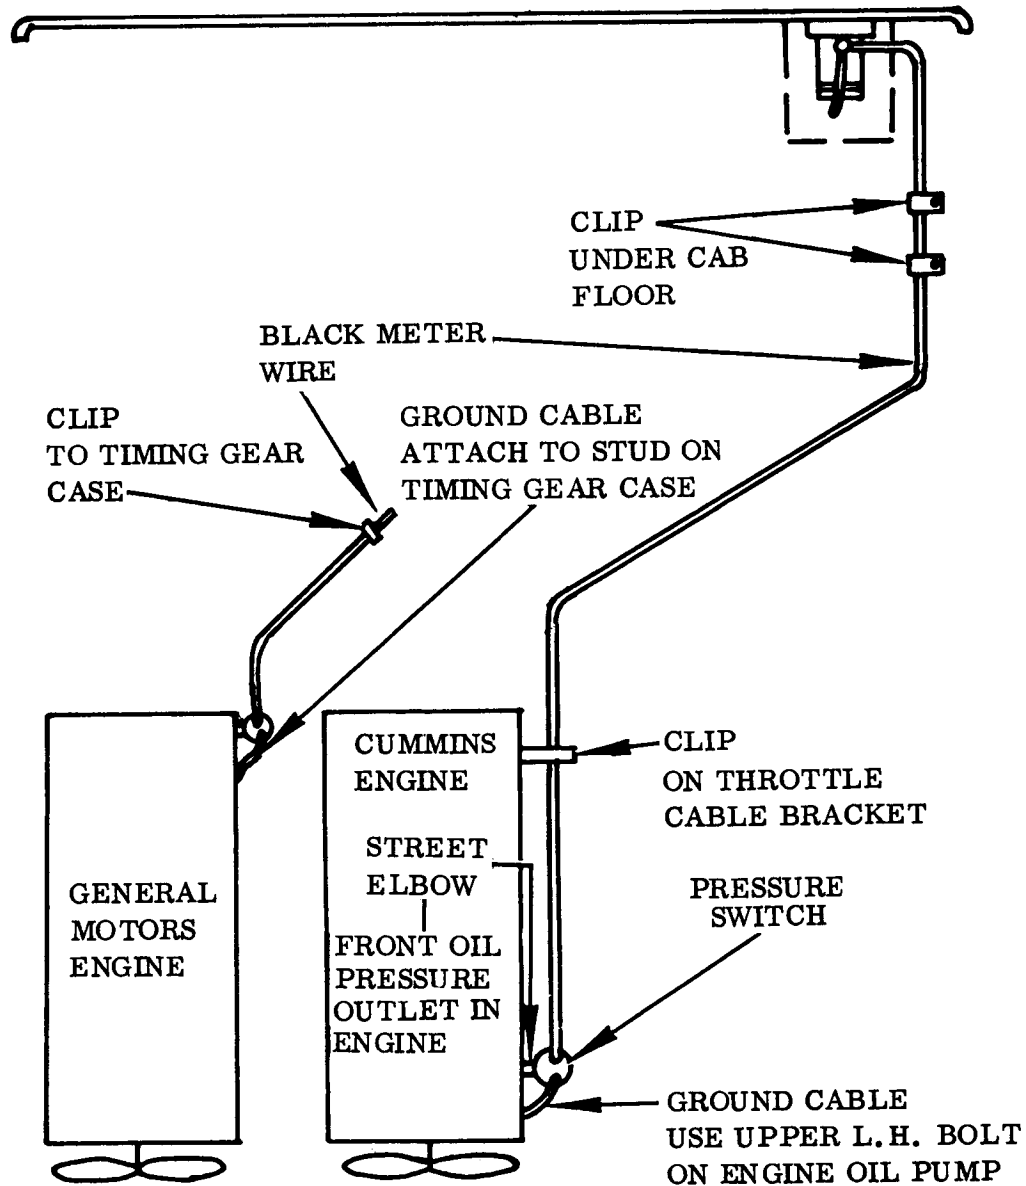 CLIP
UNDER CAB
FLOOR
BLACK METER
WIRE
CLIP
TO TIMING GEAR
CASE
GROUND CABLE
ATTACH TO STUD ON
TIMING GEAR CASE
CUMMINS
ENGINE
CLIP
ON THROTTLE
CABLE BRACKET
STREET
ELBOW
FRONT OIL
PRESSURE
OUTLET IN
ENGINE
GENERAL
MOTORS
ENGINE
PRESSURE
SWITCH
GROUND CABLE
USE UPPER L.H. BOLT
ON ENGINE OIL PUMP